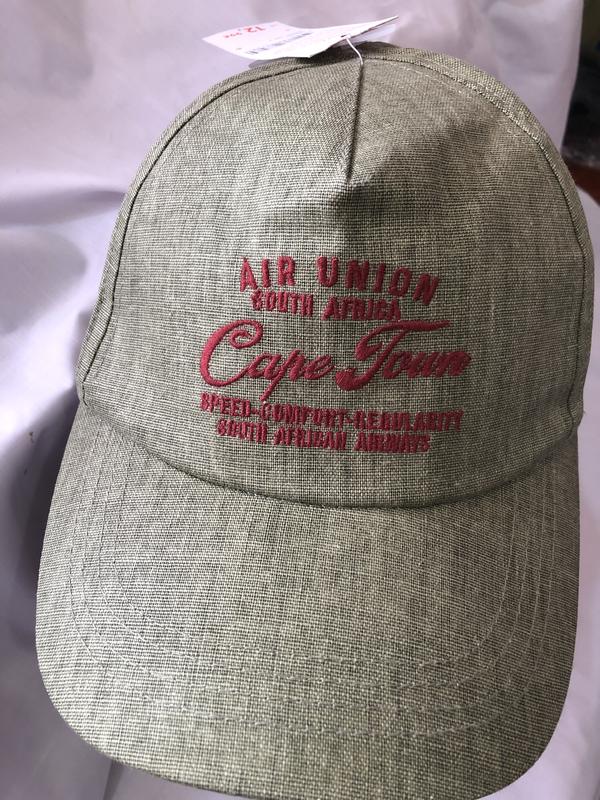 AIR UNION
SOUTH AFRICA
Cape Town
SPEED-COMFORT-REGULARITY
SOUTH AFRICAN AIRWAYS